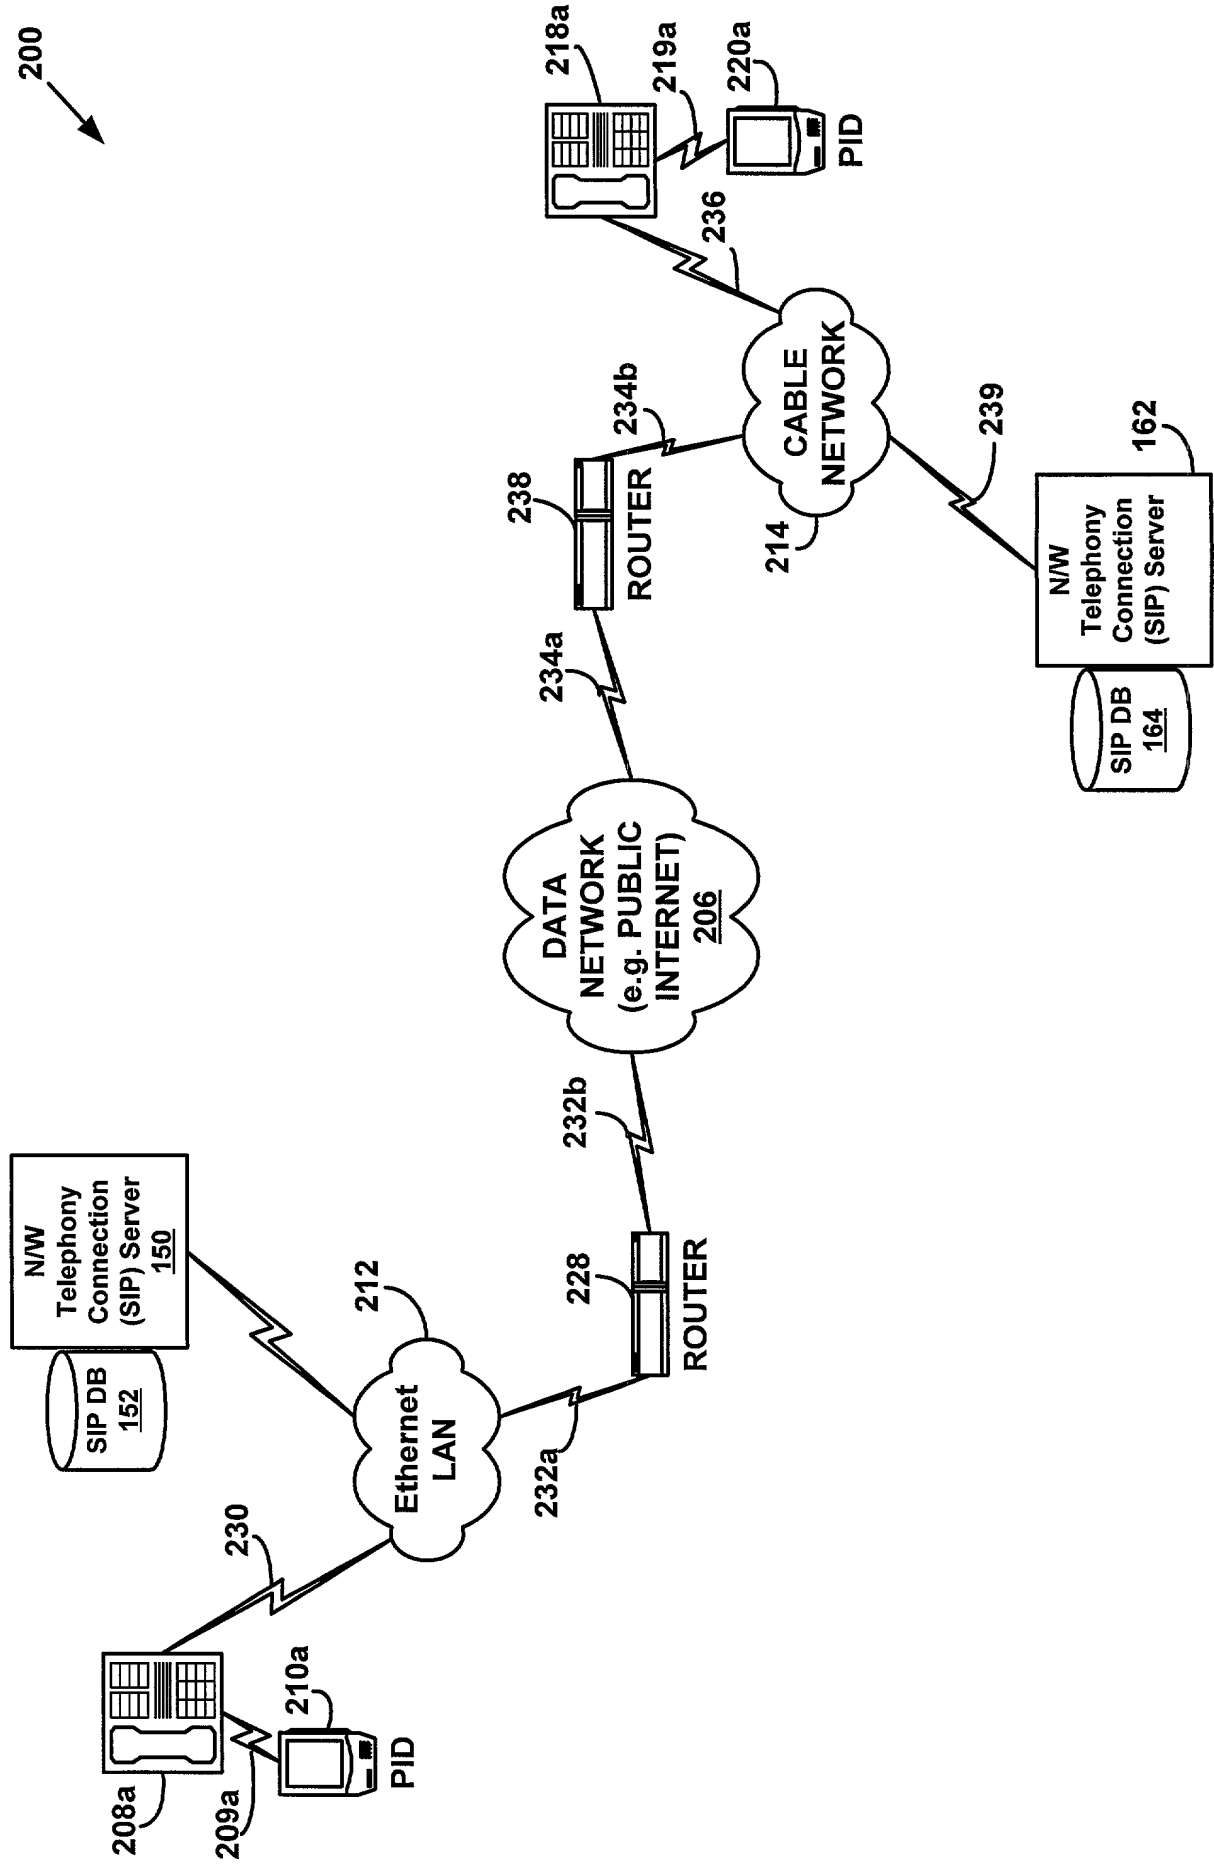 200
N/W
Telephony
Connection
(SIP) Server
150
SIP DB
152
208a
209a
210a
PID
230
Ethernet
LAN
212
232a
228
ROUTER
232b
DATA
NETWORK
(e.g. PUBLIC
INTERNET)
206
234a
238
ROUTER
234b
CABLE
NETWORK
214
236
218a
219a
220a
PID
239
162
N/W
Telephony
Connection
(SIP) Server
SIP DB
164